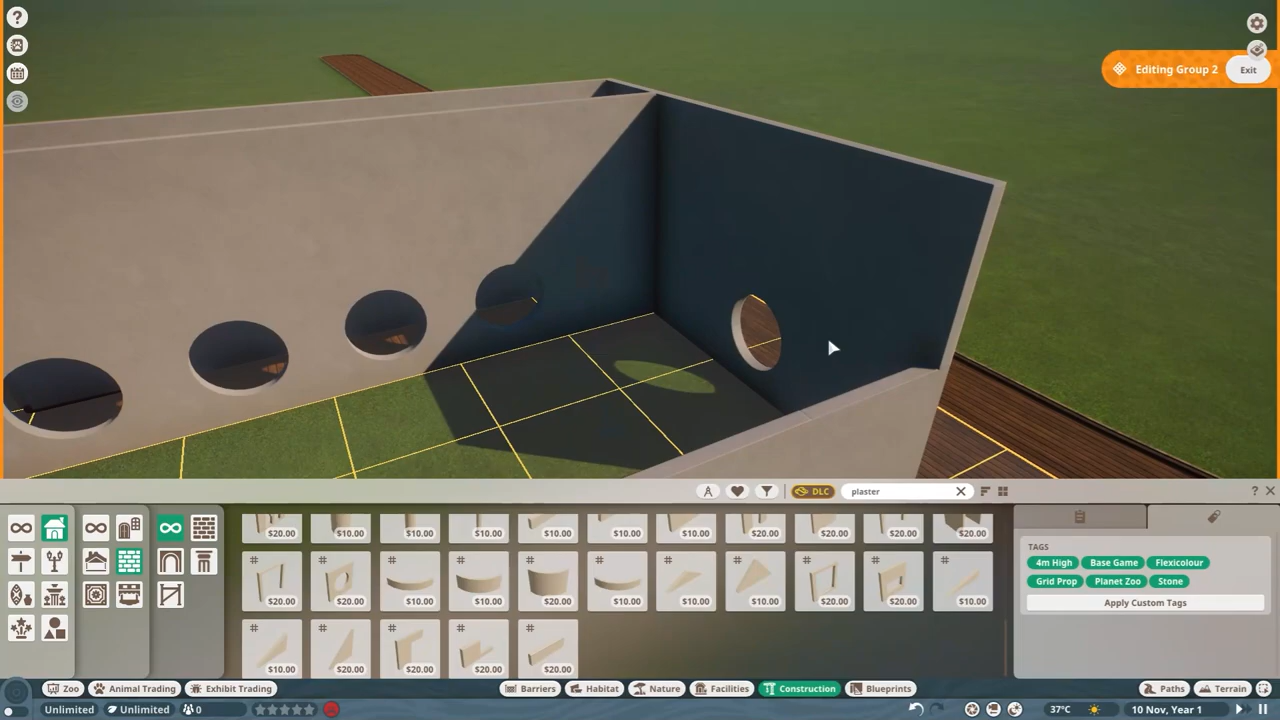 ?
Editing Group 2
Exit
DLC
plaster
?
$20.00 $20.00 $10.00 $10.00 $10.00 $10.00 $20.00 $20.00 $20.00 $20.00 $20.00
$20.00 $20.00 $10.00 $10.00 $20.00 $10.00 $10.00 $10.00 $20.00 $20.00 $10.00
$10.00 $20.00 $20.00 $20.00 $20.00
TAGS
4m High Base Game Flexicolour
Grid Prop Planet Zoo Stone
Apply Custom Tags
Zoo Animal Trading Exhibit Trading Barriers Habitat Nature Facilities Construction Blueprints Paths Terrain
Unlimited Unlimited 0 37°C 10 Nov, Year 1